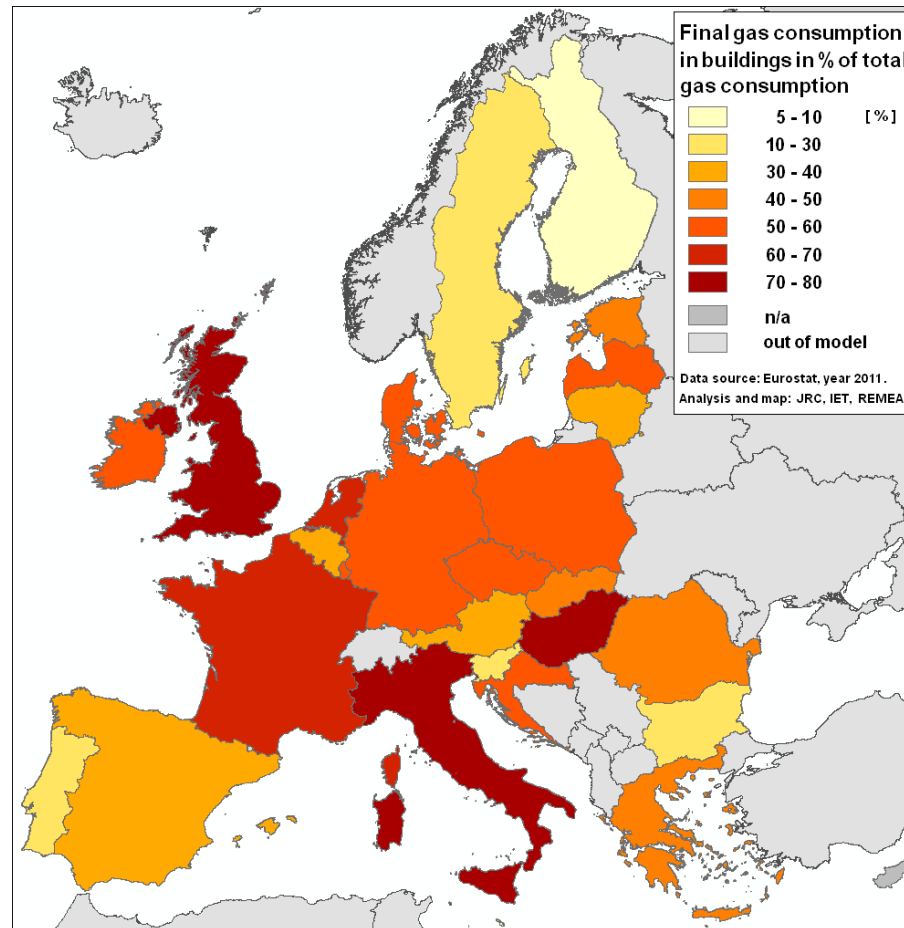 Final gas consumption
in buildings in % of total
gas consumption
5 - 10 [%]
10 - 30
30 - 40
40 - 50
50 - 60
60 - 70
70 - 80
n/a
out of model
Data source: Eurostat, year 2011.
Analysis and map: JRC, IET, REMEA